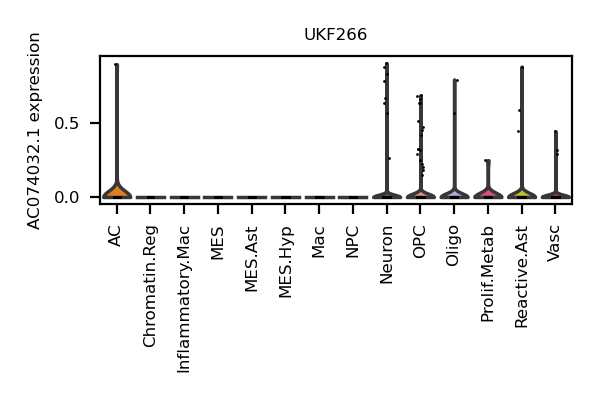 UKF266
AC074032.1 expression
0.5
0.0
AC
Chromatin.Reg
Inflammatory.Mac
MES
MES.Ast
MES.Hyp
Mac
NPC
Neuron
OPC
Oligo
Prolif.Metab
Reactive.Ast
Vasc